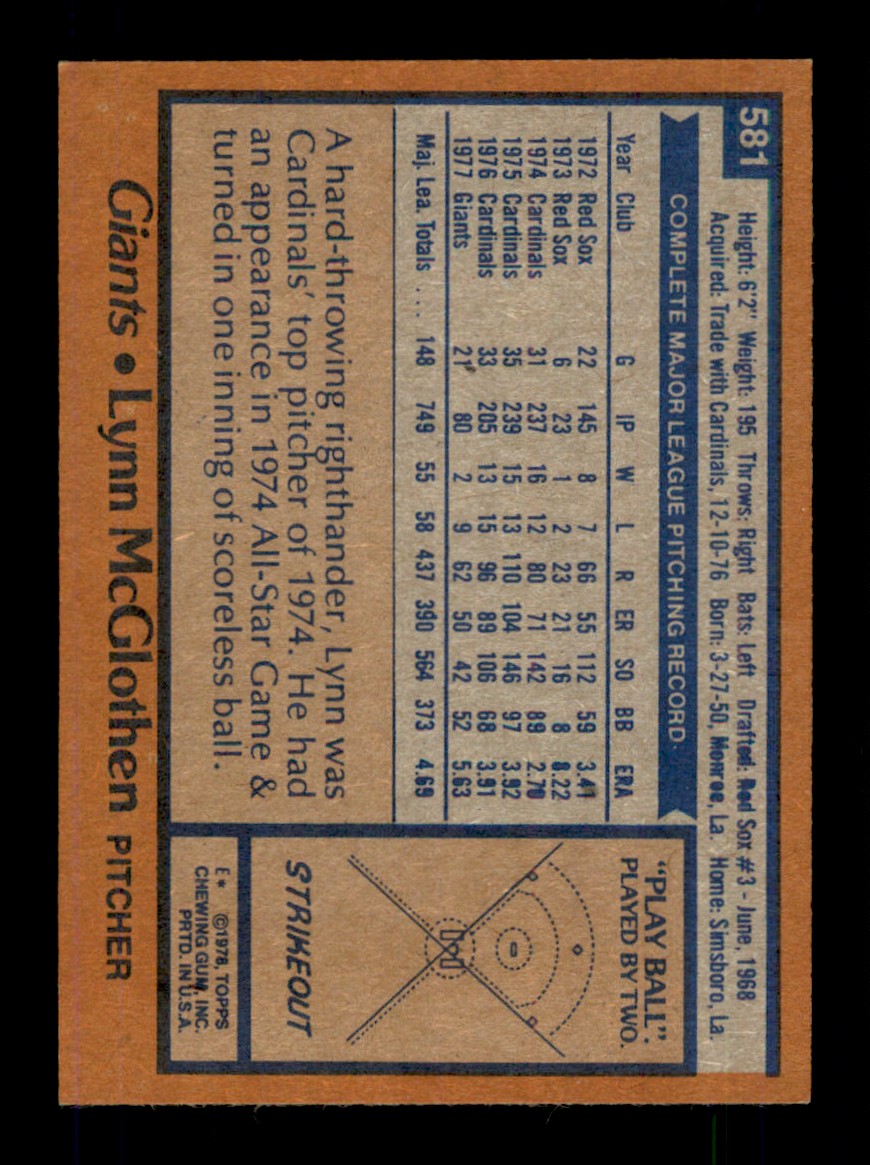 581
Height: 6'2" Weight: 195 Throws: Right Bats: Left Drafted: Red Sox #3 - June, 1968
Acquired: Trade with Cardinals, 12-10-76 Born: 3-27-50, Monroe, La. Home: Simsboro, La.
COMPLETE MAJOR LEAGUE PITCHING RECORD
Year Club G IP W L R ER SO BB ERA
1972 Red Sox 22 145 8 7 66 55 112 59 3.41
1973 Red Sox 6 23 1 2 23 21 16 8 8.22
1974 Cardinals 31 237 16 12 80 71 142 89 2.70
1975 Cardinals 35 239 15 13 110 104 146 97 3.92
1976 Cardinals 33 205 13 15 96 89 106 68 3.91
1977 Giants 21 80 2 9 62 50 42 52 5.63
Maj. Lea. Totals .... 148 749 55 58 437 390 564 373 4.69
A hard-throwing righthander, Lynn was
Cardinals' top pitcher of 1974. He had
an appearance in 1974 All-Star Game &
turned in one inning of scoreless ball.
"PLAY BALL".
PLAYED BY TWO.
STRIKEOUT
E* ©1978, TOPPS
CHEWING GUM, INC.
PRTD. IN U.S.A.
Giants • Lynn McGlothen PITCHER